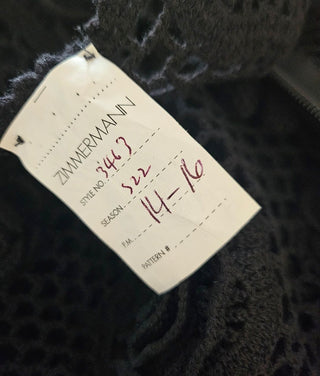 ZIMMERMANN
STYLE NO. 3463
SEASON S22
P.M. 14-16
PATTERN #